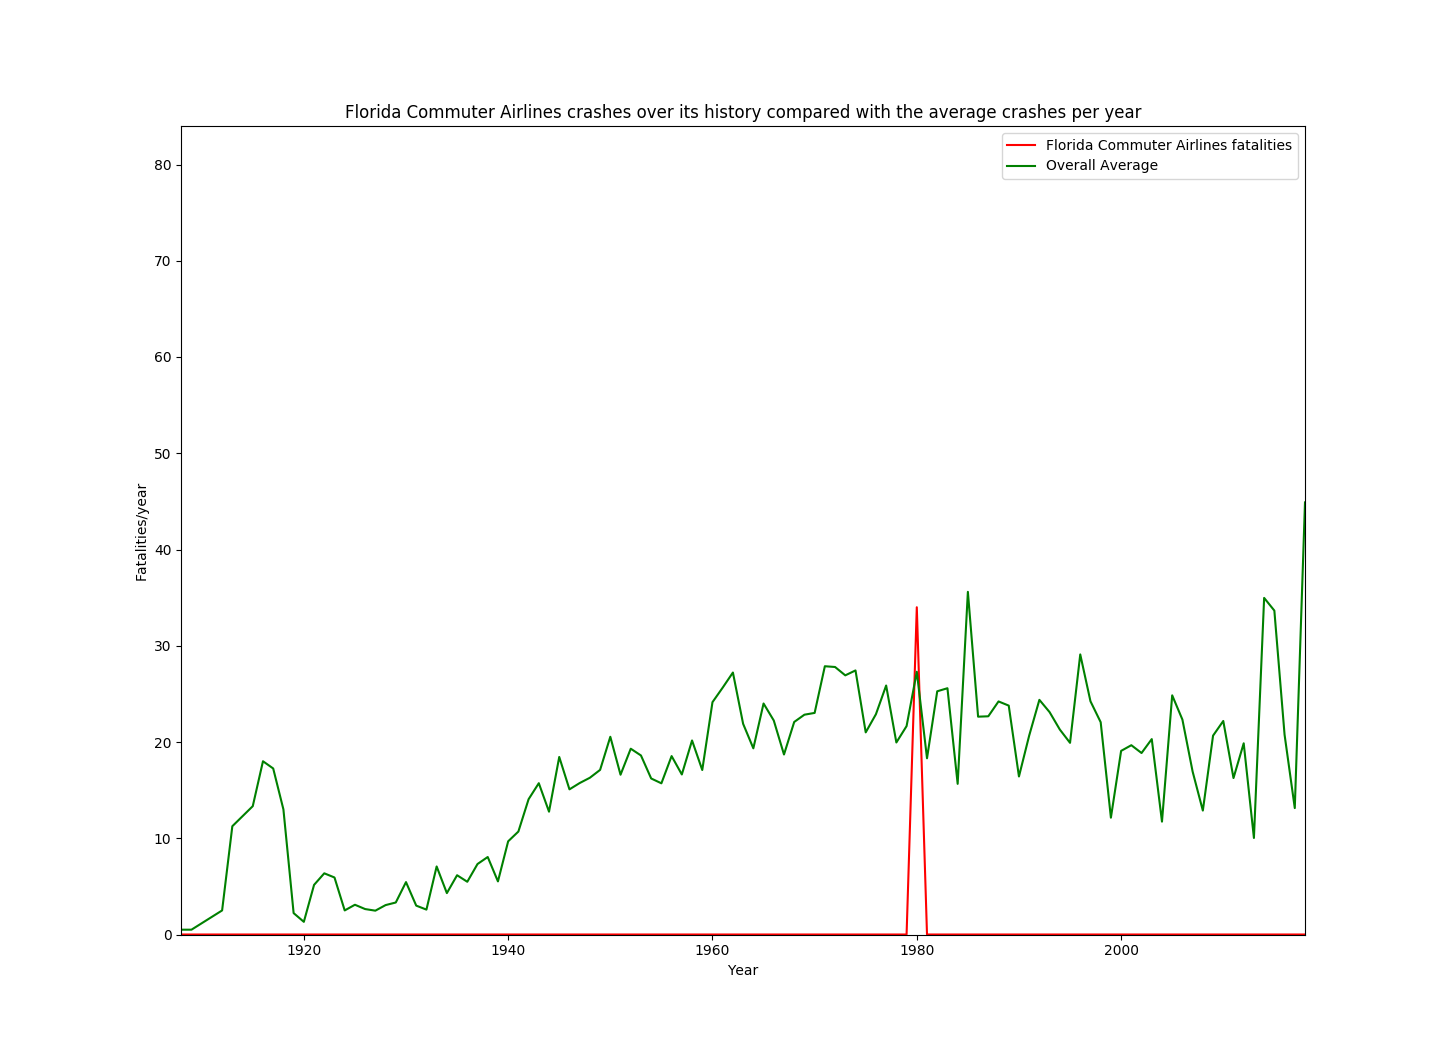 Florida Commuter Airlines crashes over its history compared with the average crashes per year
Florida Commuter Airlines fatalities
Overall Average
80
70
60
50
40
30
20
10
0
Fatalities/year
1920 1940 1960 1980 2000
Year